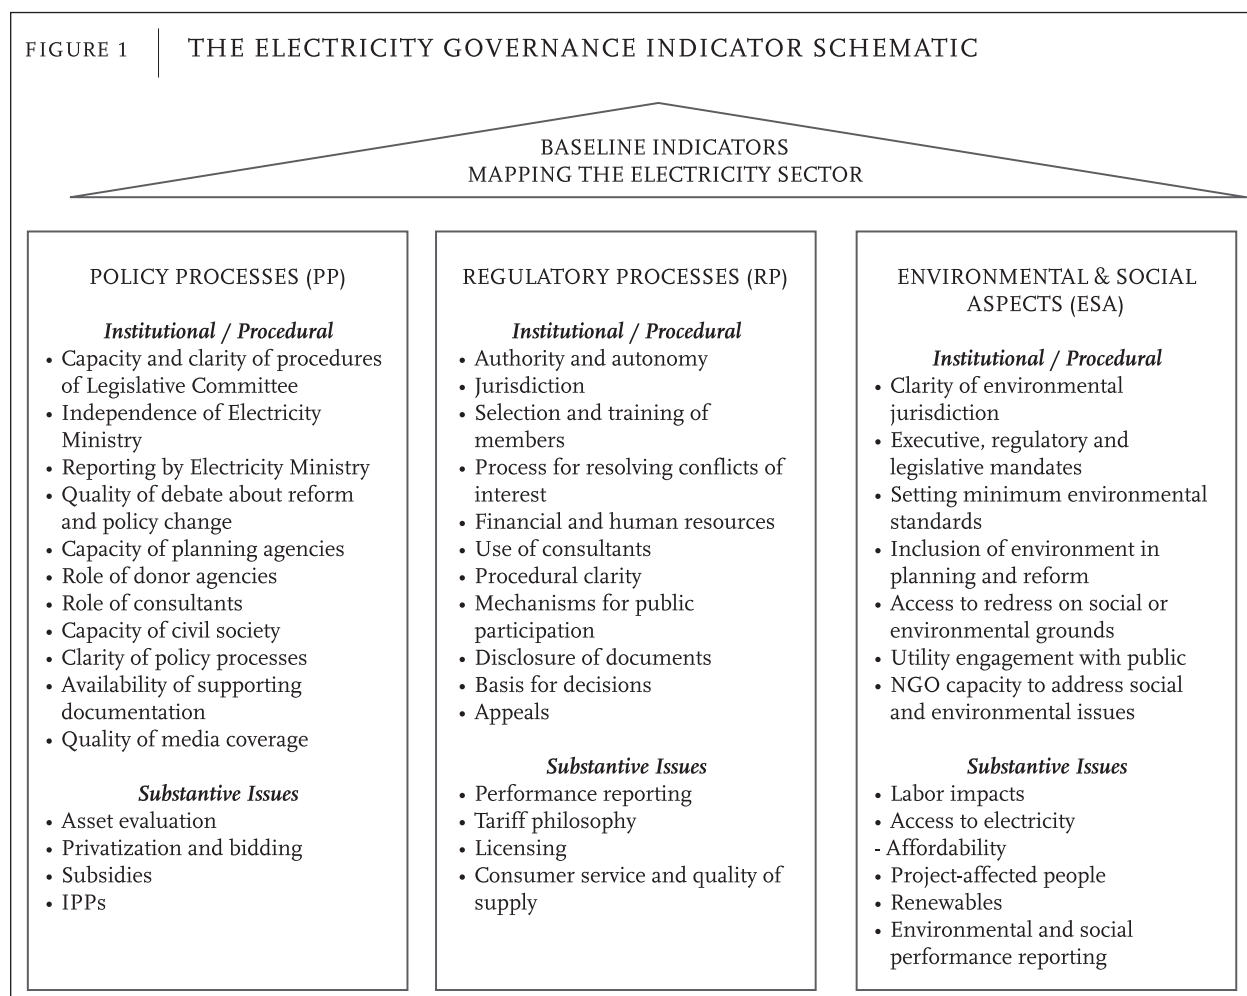 FIGURE 1
THE ELECTRICITY GOVERNANCE INDICATOR SCHEMATIC
BASELINE INDICATORS
MAPPING THE ELECTRICITY SECTOR
POLICY PROCESSES (PP)
Institutional / Procedural
• Capacity and clarity of procedures
of Legislative Committee
• Independence of Electricity
Ministry
• Reporting by Electricity Ministry
• Quality of debate about reform
and policy change
• Capacity of planning agencies
• Role of donor agencies
• Role of consultants
• Capacity of civil society
• Clarity of policy processes
• Availability of supporting
documentation
• Quality of media coverage
Substantive Issues
• Asset evaluation
• Privatization and bidding
• Subsidies
• IPPs
REGULATORY PROCESSES (RP)
Institutional / Procedural
• Authority and autonomy
• Jurisdiction
• Selection and training of
members
• Process for resolving conflicts of
interest
• Financial and human resources
• Use of consultants
• Procedural clarity
• Mechanisms for public
participation
• Disclosure of documents
• Basis for decisions
• Appeals
Substantive Issues
• Performance reporting
• Tariff philosophy
• Licensing
• Consumer service and quality of
supply
ENVIRONMENTAL & SOCIAL
ASPECTS (ESA)
Institutional / Procedural
• Clarity of environmental
jurisdiction
• Executive, regulatory and
legislative mandates
• Setting minimum environmental
standards
• Inclusion of environment in
planning and reform
• Access to redress on social or
environmental grounds
• Utility engagement with public
• NGO capacity to address social
and environmental issues
Substantive Issues
• Labor impacts
• Access to electricity
- Affordability
• Project-affected people
• Renewables
• Environmental and social
performance reporting